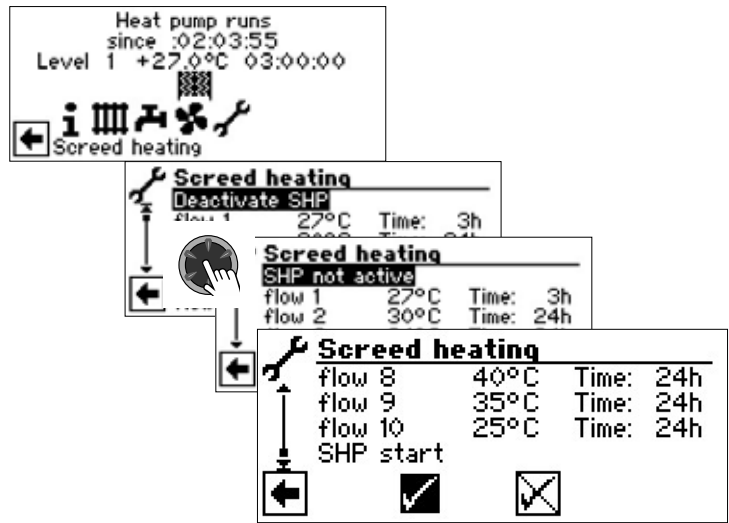 Heat pump runs
since :02:03:55
Level 1 +27.0°C 03:00:00
Screed heating
Screed heating
Deactivate SHP
flow 1 27°C Time: 3h
Screed heating
SHP not active
flow 1 27°C Time: 3h
flow 2 30°C Time: 24h
Screed heating
flow 8 40°C Time: 24h
flow 9 35°C Time: 24h
flow 10 25°C Time: 24h
SHP start